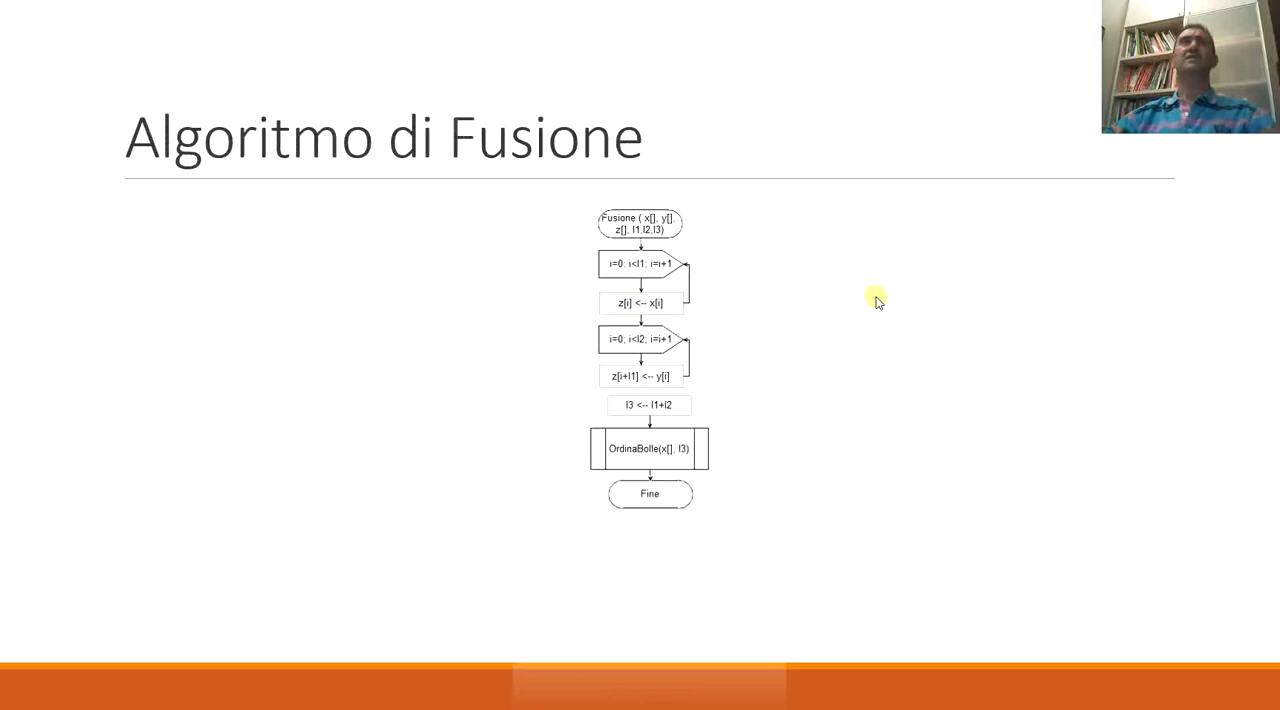 Algoritmo di Fusione
Fusione ( x[], y[],
z[], l1,l2,l3)
i=0; i<l1; i=i+1
z[i] <-- x[i]
i=0; i<l2; i=i+1
z[i+l1] <-- y[i]
l3 <-- l1+l2
OrdinaBolle(x[], l3)
Fine